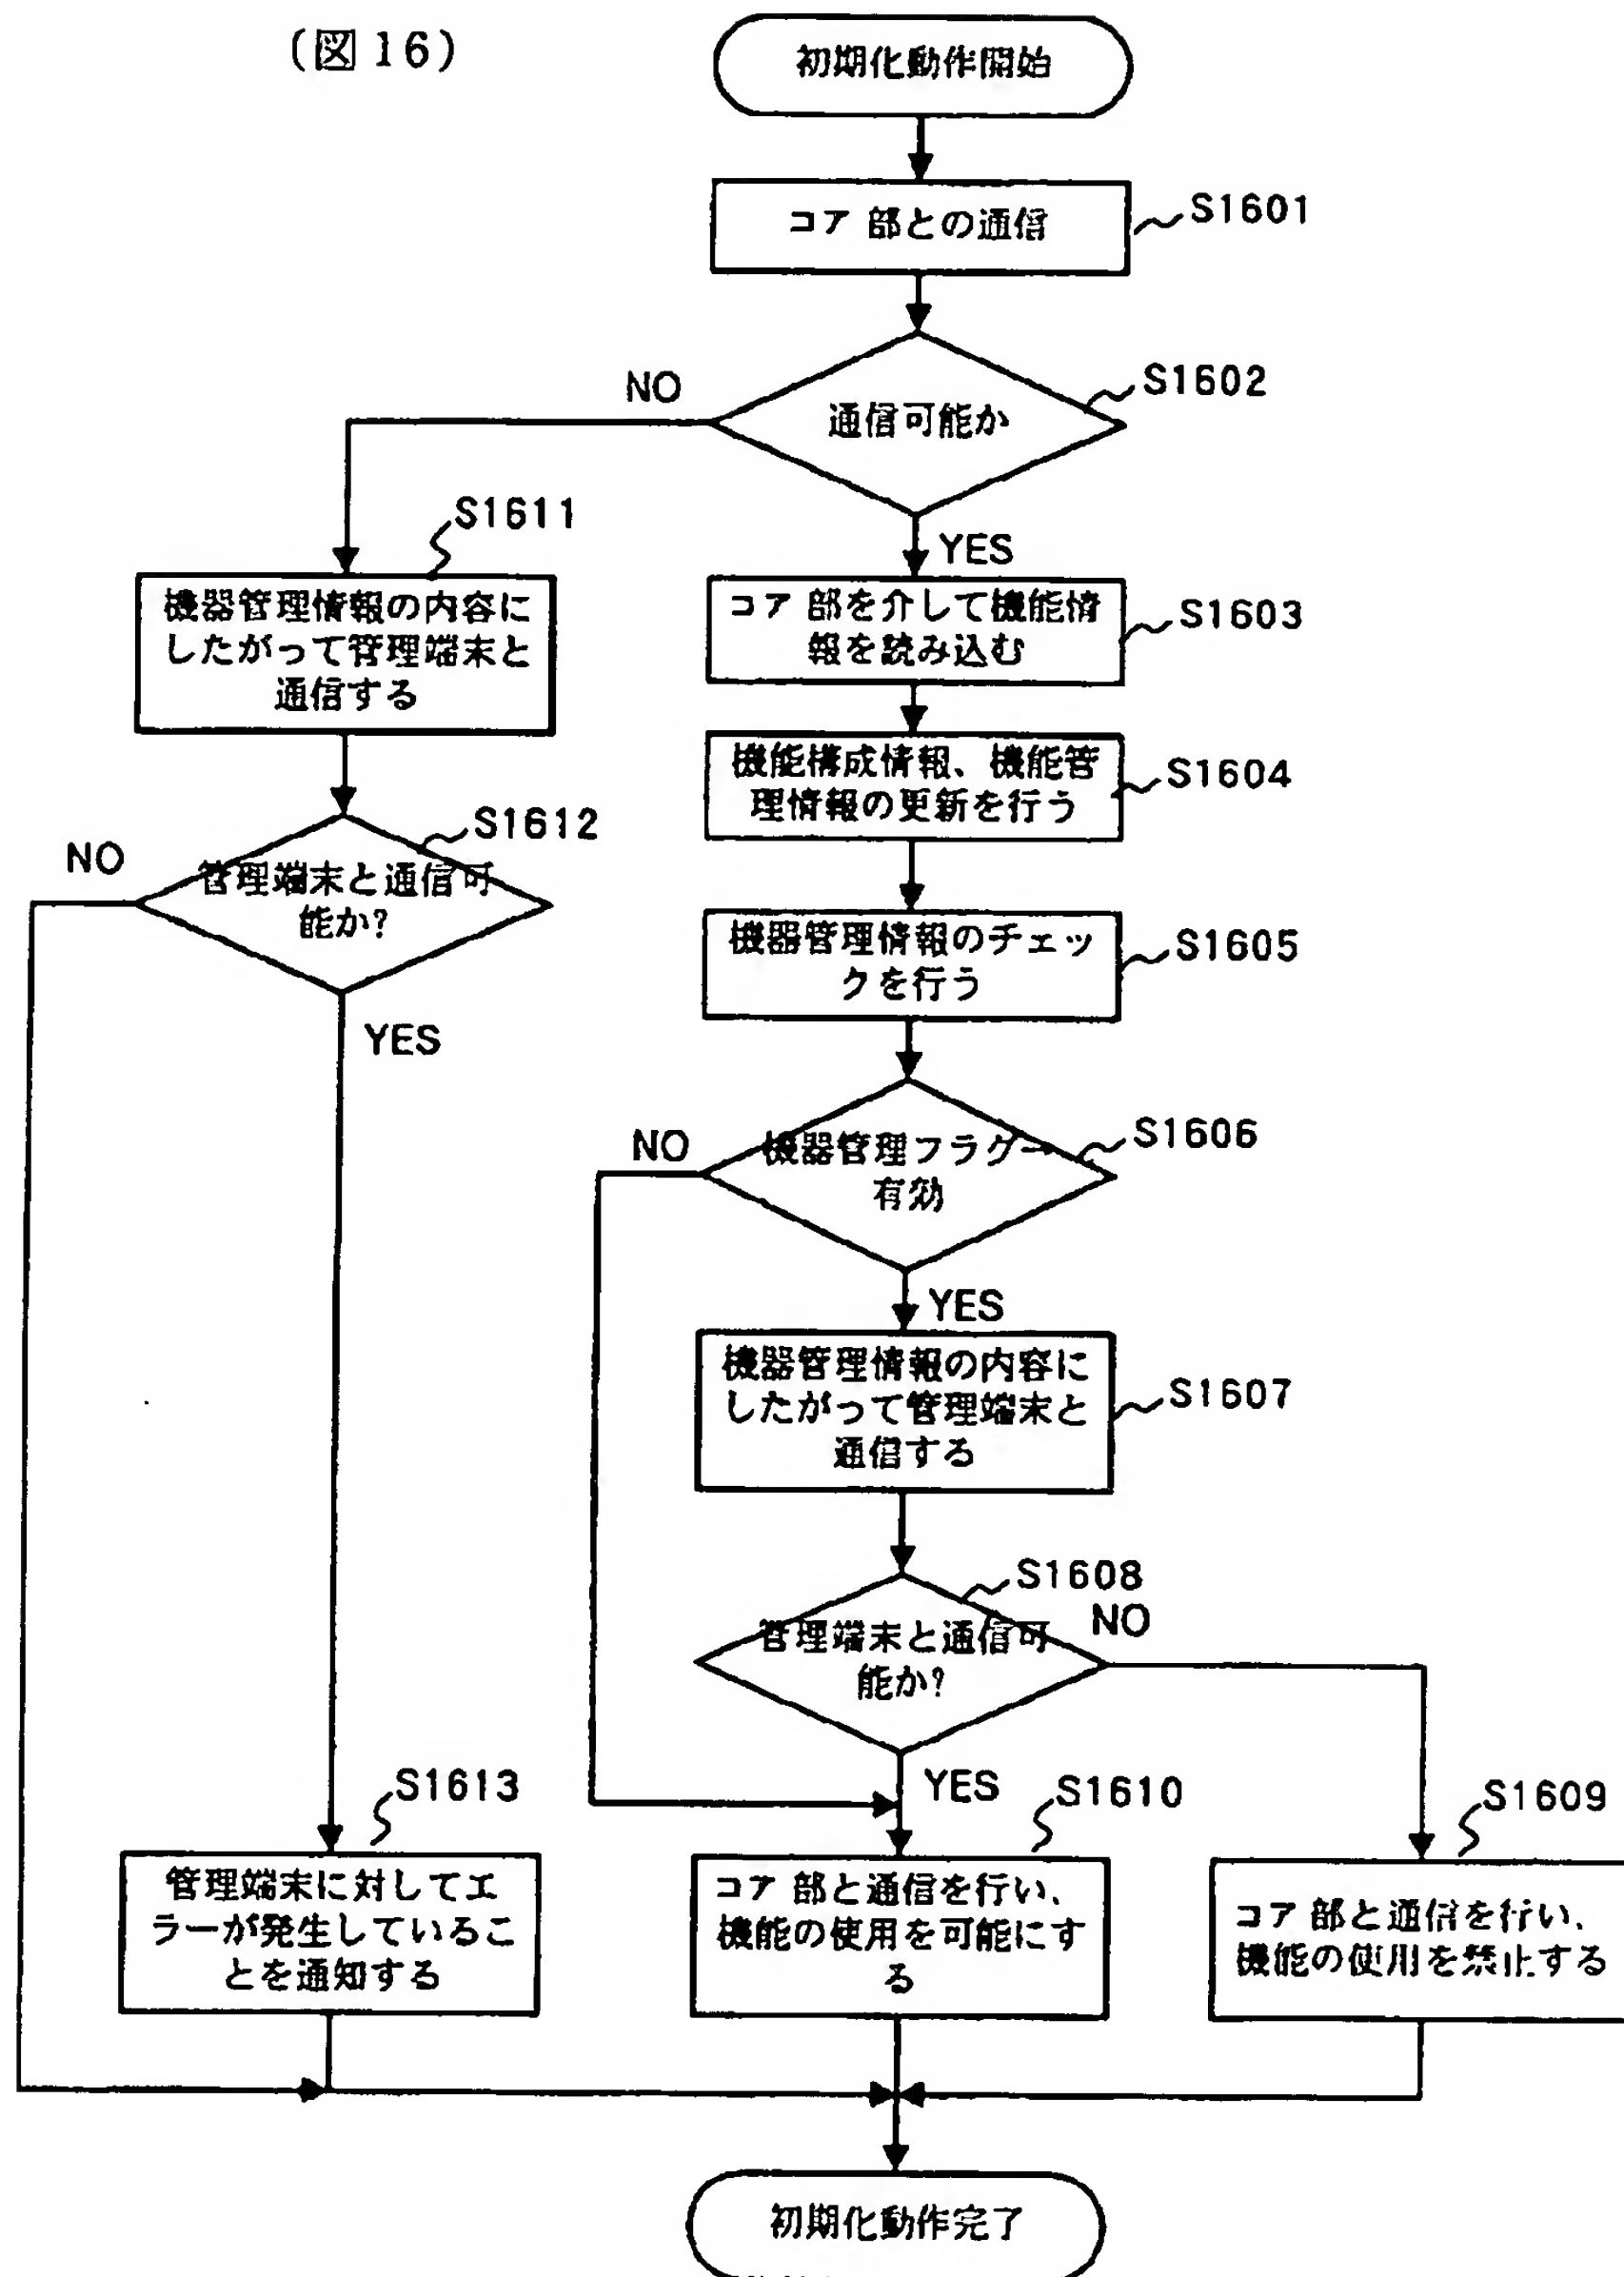 (図16)
初期化動作開始
コア部との通信
S1601
S1602
NO
通信可能か
YES
S1611
機器管理情報の内容に
したがって管理端末と
通信する
コア部を介して機能情
報を読み込む
S1603
機能構成情報、機能管
理情報の更新を行う
S1604
S1612
NO
管理端末と通信可
能か?
YES
機器管理情報のチェッ
クを行う
S1605
S1606
NO
機器管理フラグ=
有効
YES
機器管理情報の内容に
したがって管理端末と
通信する
S1607
S1608
NO
管理端末と通信可
能か?
YES
S1613
管理端末に対してエ
ラーが発生しているこ
とを通知する
S1610
コア部と通信を行い、
機能の使用を可能にす
る
S1609
コア部と通信を行い、
機能の使用を禁止する
初期化動作完了